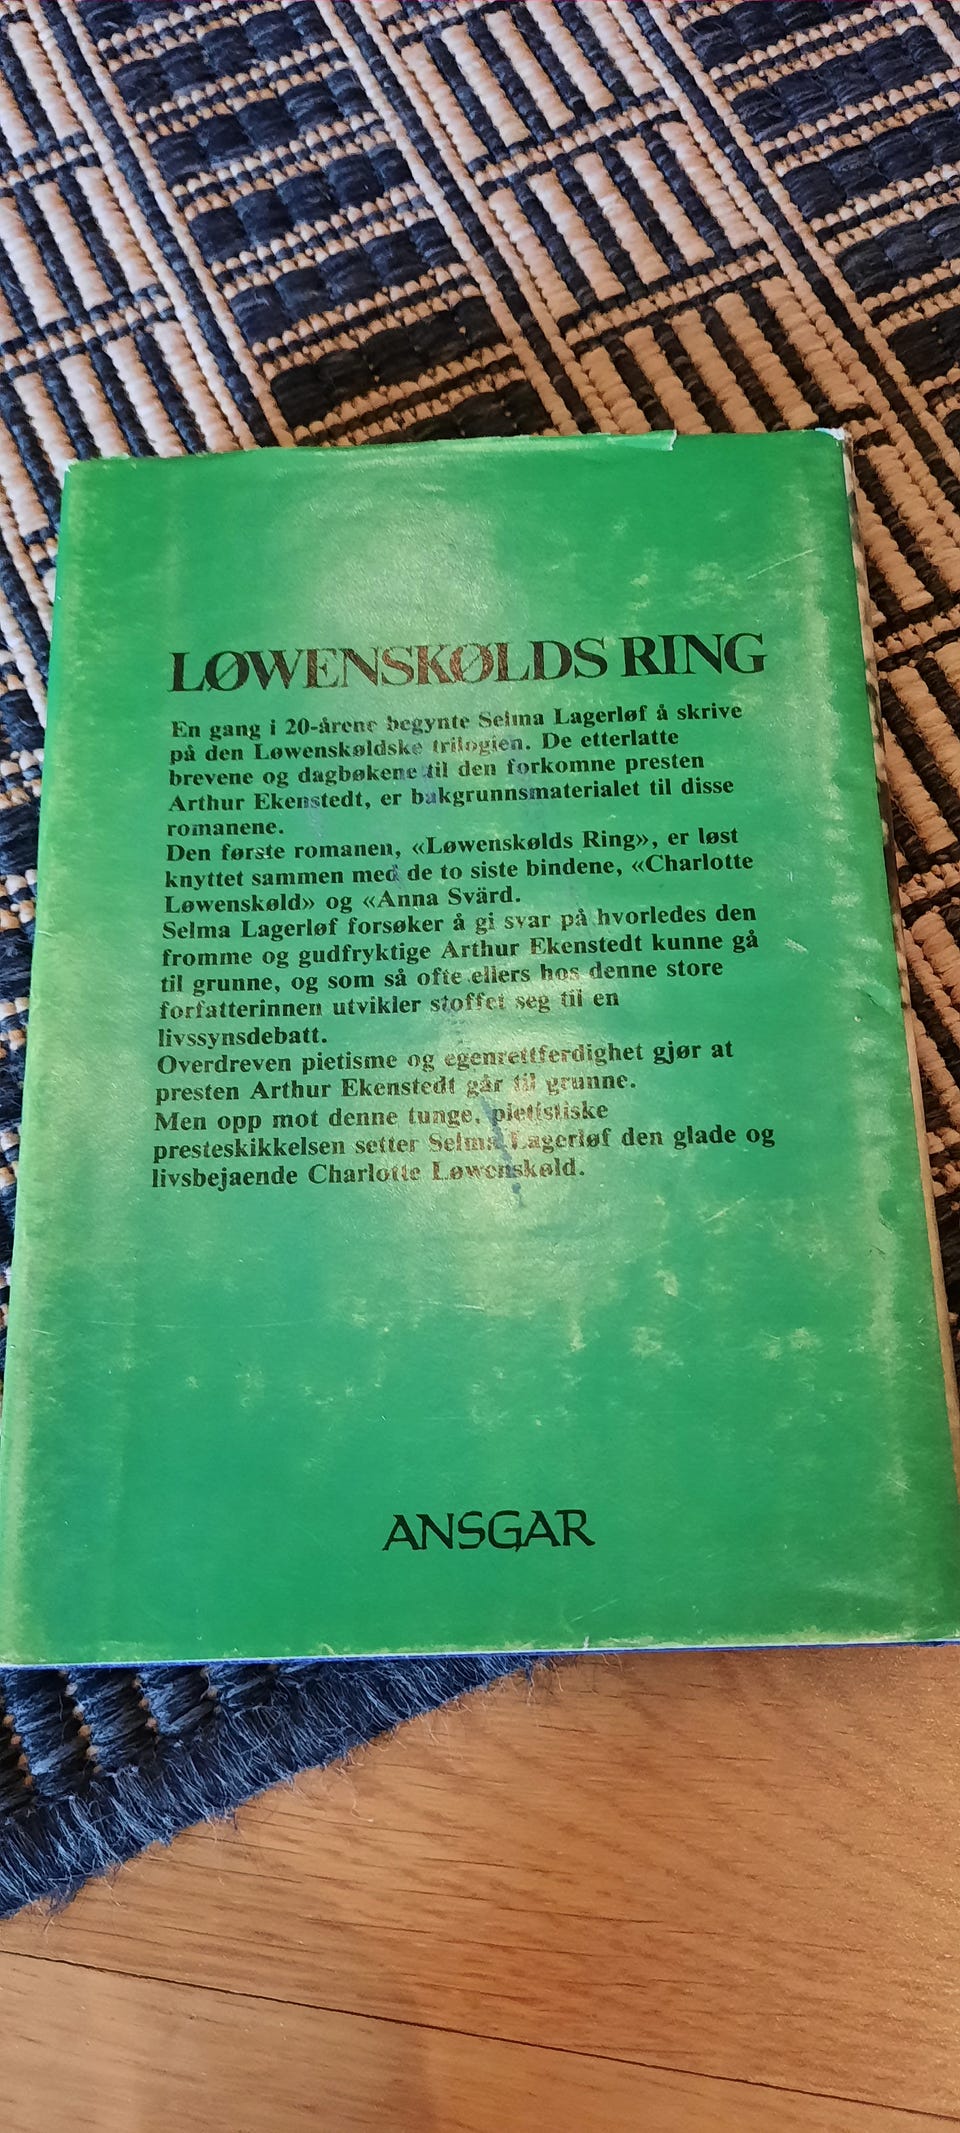 LØWENSKØLDS RING
En gang i 20-årene begynte Selma Lagerløf å skrive
på den Løwenskøldske trilogien. De etterlatte
brevene og dagbøkene til den forkomne presten
Arthur Ekenstedt, er bakgrunnsmaterialet til disse
romanene.
Den første romanen, «Løwenskølds Ring», er løst
knyttet sammen med de to siste bindene, «Charlotte
Løwenskøld» og «Anna Svärd.
Selma Lagerløf forsøker å gi svar på hvorledes den
fromme og gudfryktige Arthur Ekenstedt kunne gå
til grunne, og som så ofte ellers hos denne store
forfatterinnen utvikler stoffet seg til en
livssynsdebatt.
Overdreven pietisme og egenrettferdighet gjør at
presten Arthur Ekenstedt går til grunne.
Men opp mot denne tunge, pietistiske
presteskikkelsen setter Selma Lagerløf den glade og
livsbejaende Charlotte Løwenskøld.
ANSGAR